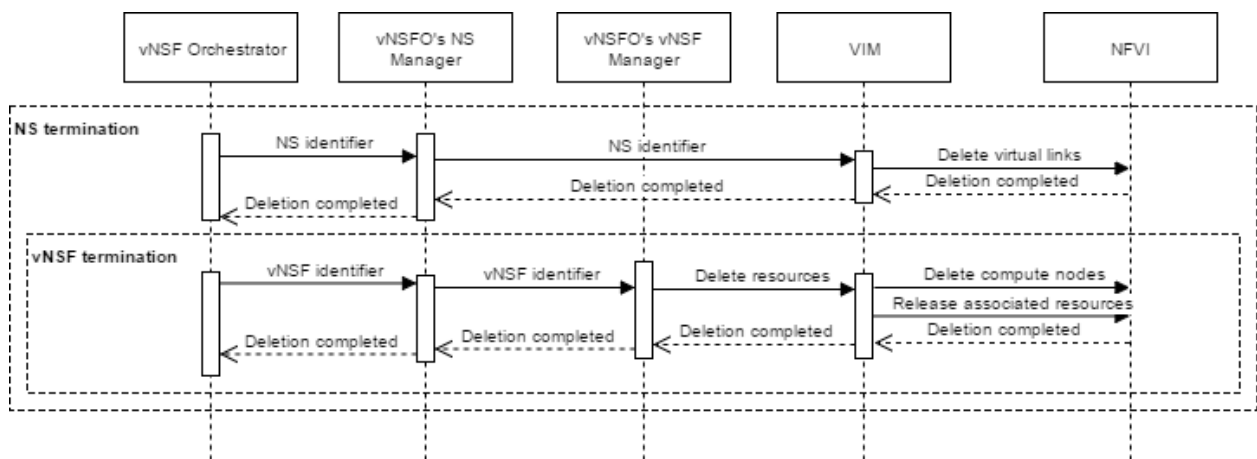 vNSF Orchestrator
vNSFO's NS
Manager
vNSFO's vNSF
Manager
VIM
NFVI
NS termination
NS identifier
NS identifier
Delete virtual links
Deletion completed
Deletion completed
Deletion completed
vNSF termination
vNSF identifier
vNSF identifier
Delete resources
Delete compute nodes
Release associated resources
Deletion completed
Deletion completed
Deletion completed
Deletion completed